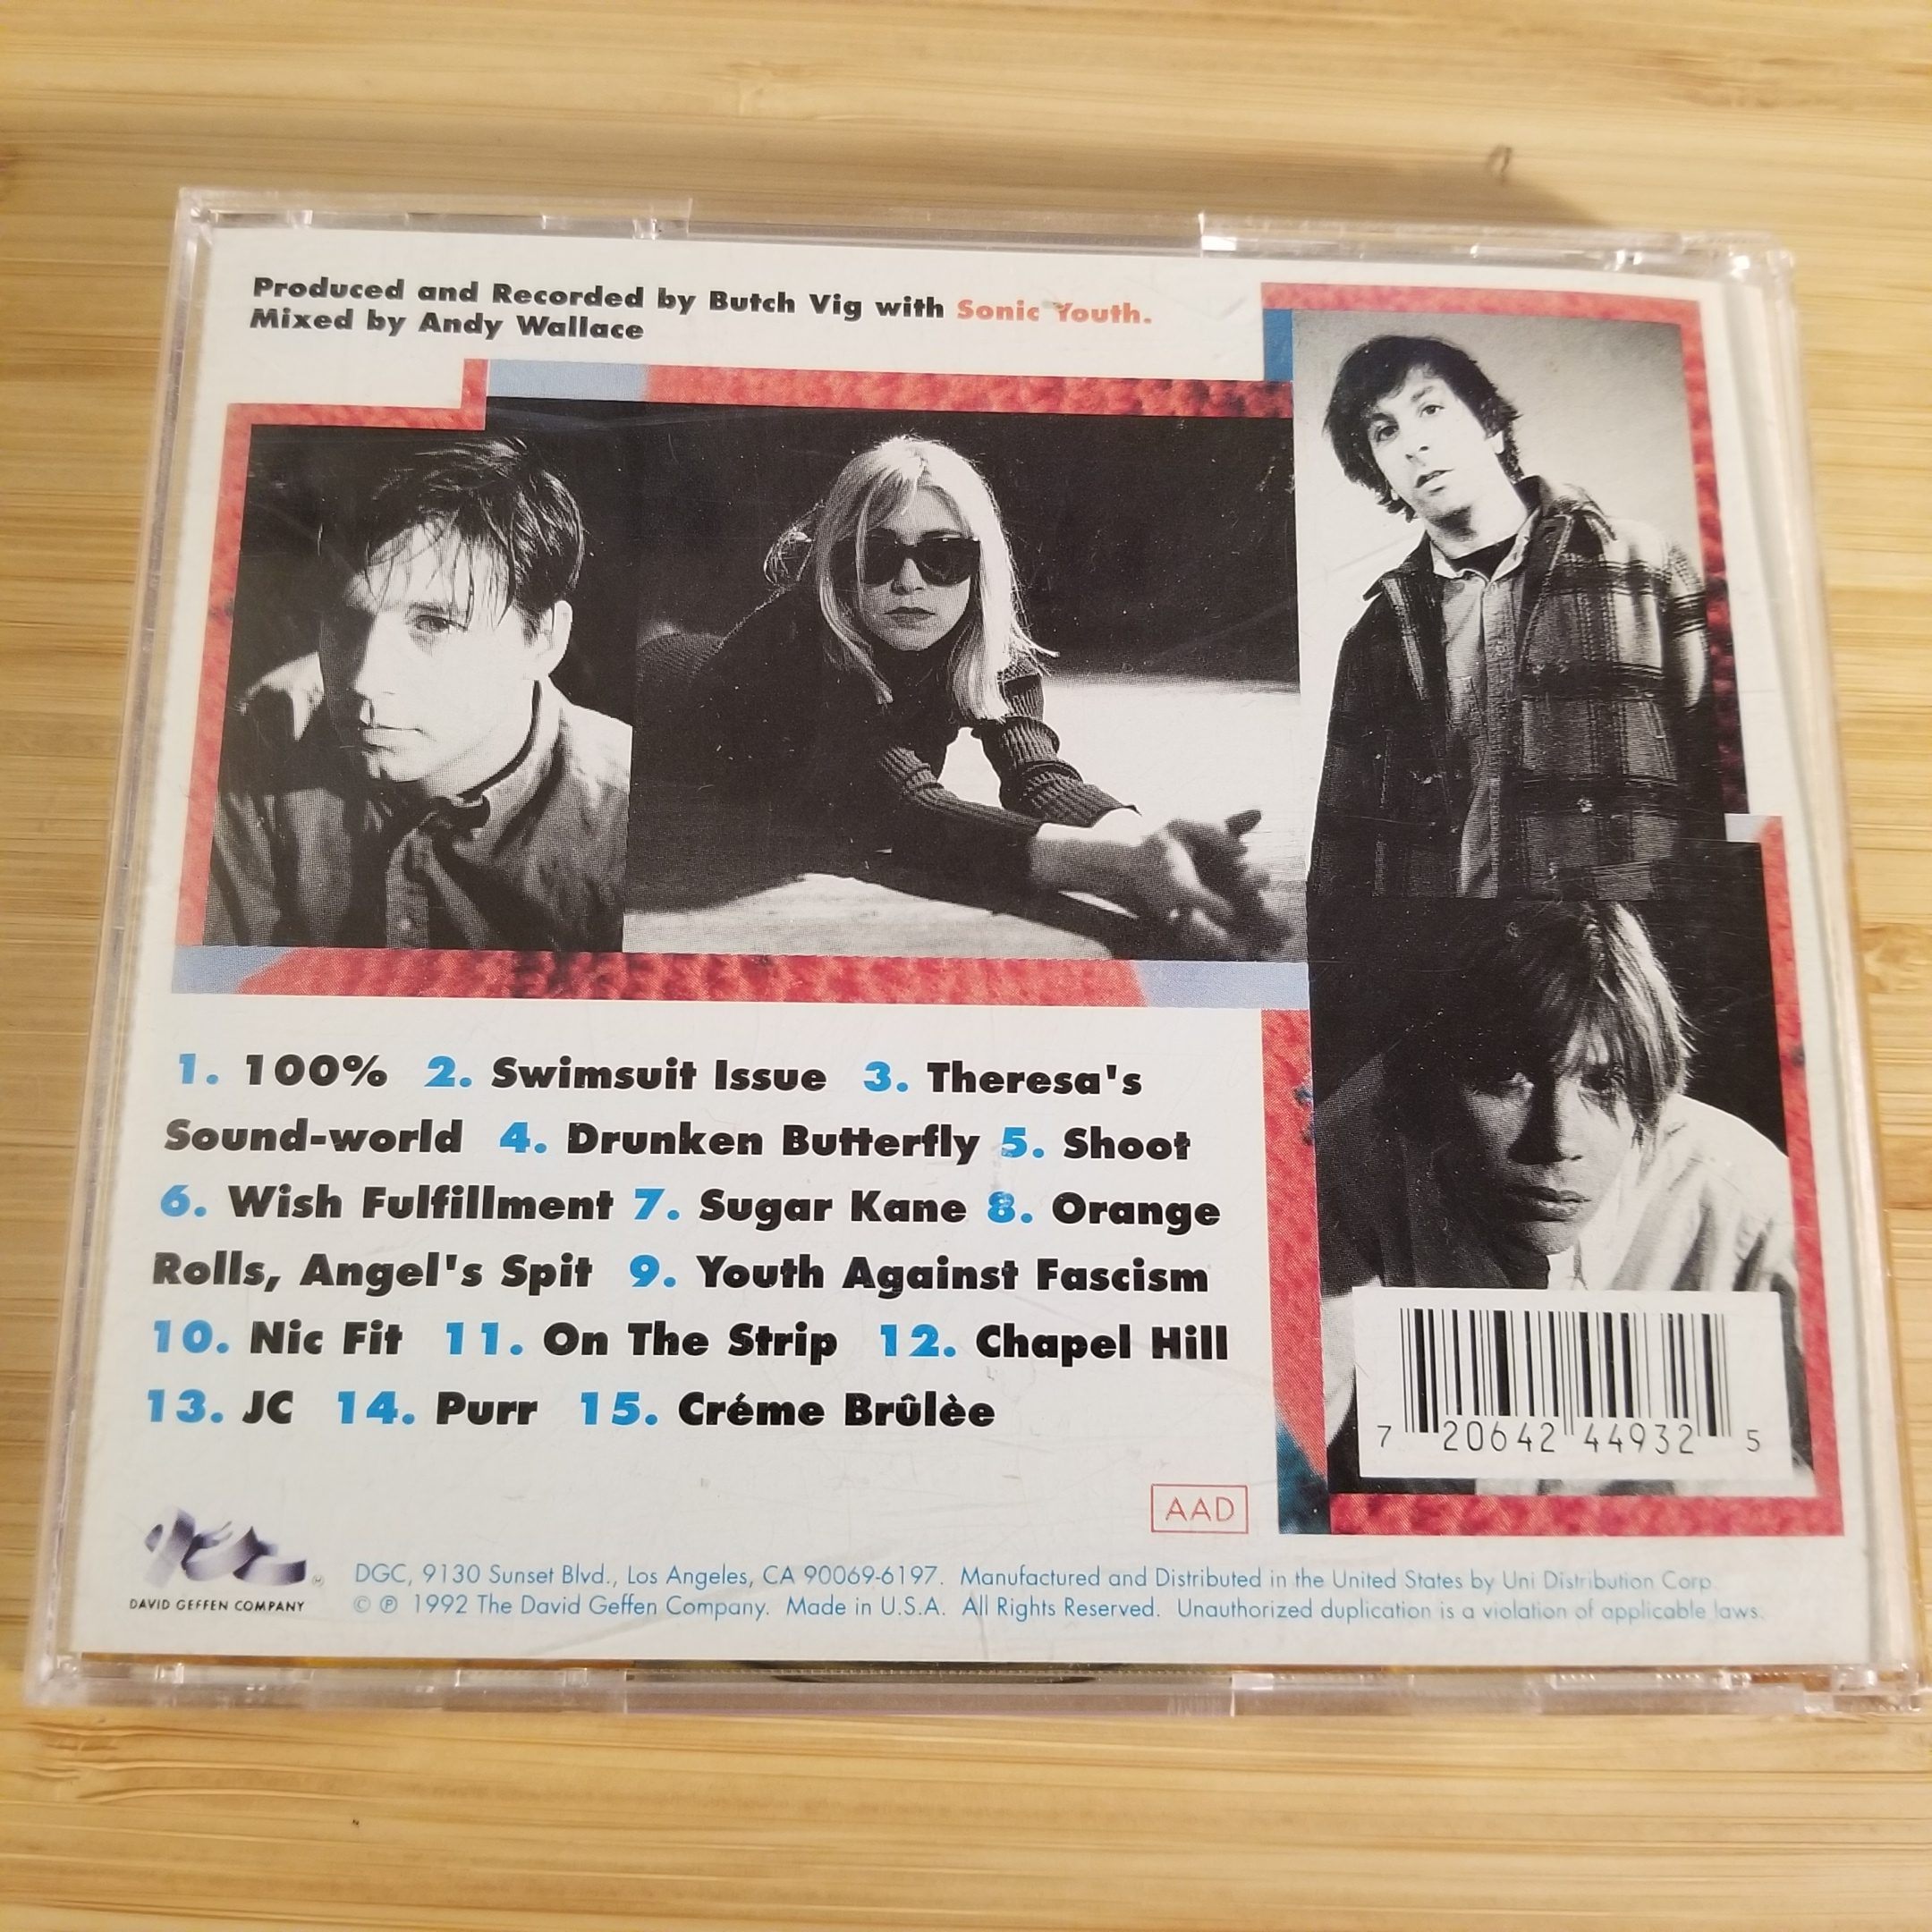 Produced and Recorded by Butch Vig with Sonic Youth.
Mixed by Andy Wallace
1. 100% 2. Swimsuit Issue 3. Theresa's
Sound-world 4. Drunken Butterfly 5. Shoot
6. Wish Fulfillment 7. Sugar Kane 8. Orange
Rolls, Angel's Spit 9. Youth Against Fascism
10. Nic Fit 11. On The Strip 12. Chapel Hill
13. JC 14. Purr 15. Créme Brûlèe
7 20642 44932 5
AAD
DGC
DAVID GEFFEN COMPANY
DGC, 9130 Sunset Blvd., Los Angeles, CA 90069-6197. Manufactured and Distributed in the United States by Uni Distribution Corp.
© ℗ 1992 The David Geffen Company. Made in U.S.A. All Rights Reserved. Unauthorized duplication is a violation of applicable laws.